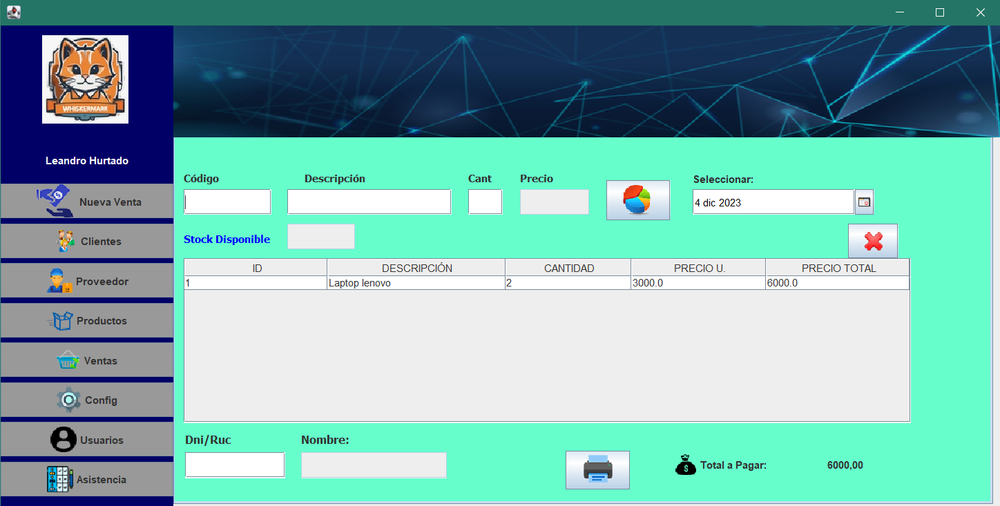 WHISKERMARK
Leandro Hurtado
Nueva Venta
Clientes
Proveedor
Productos
Ventas
Config
Usuarios
Asistencia
Código Descripción Cant Precio Seleccionar:
4 dic 2023
Stock Disponible
ID DESCRIPCIÓN CANTIDAD PRECIO U. PRECIO TOTAL
1 Laptop lenovo 2 3000.0 6000.0
Dni/Ruc Nombre:
Total a Pagar: 6000,00